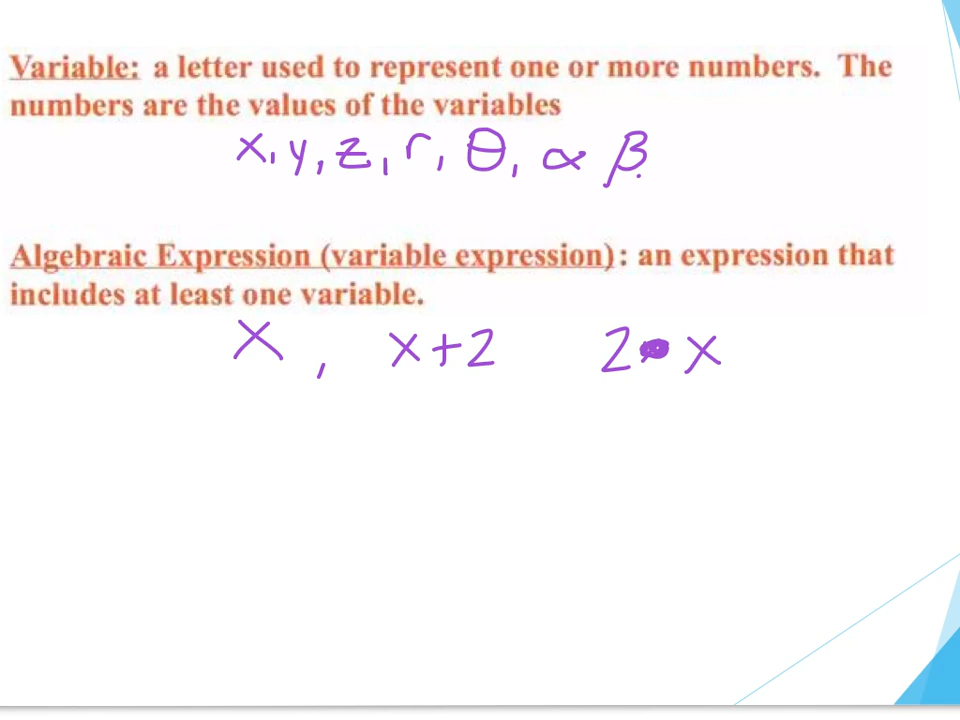 Variable: a letter used to represent one or more numbers. The
numbers are the values of the variables
x, y, z, r, θ, α β.
Algebraic Expression (variable expression): an expression that
includes at least one variable.
x, x+2 2•x